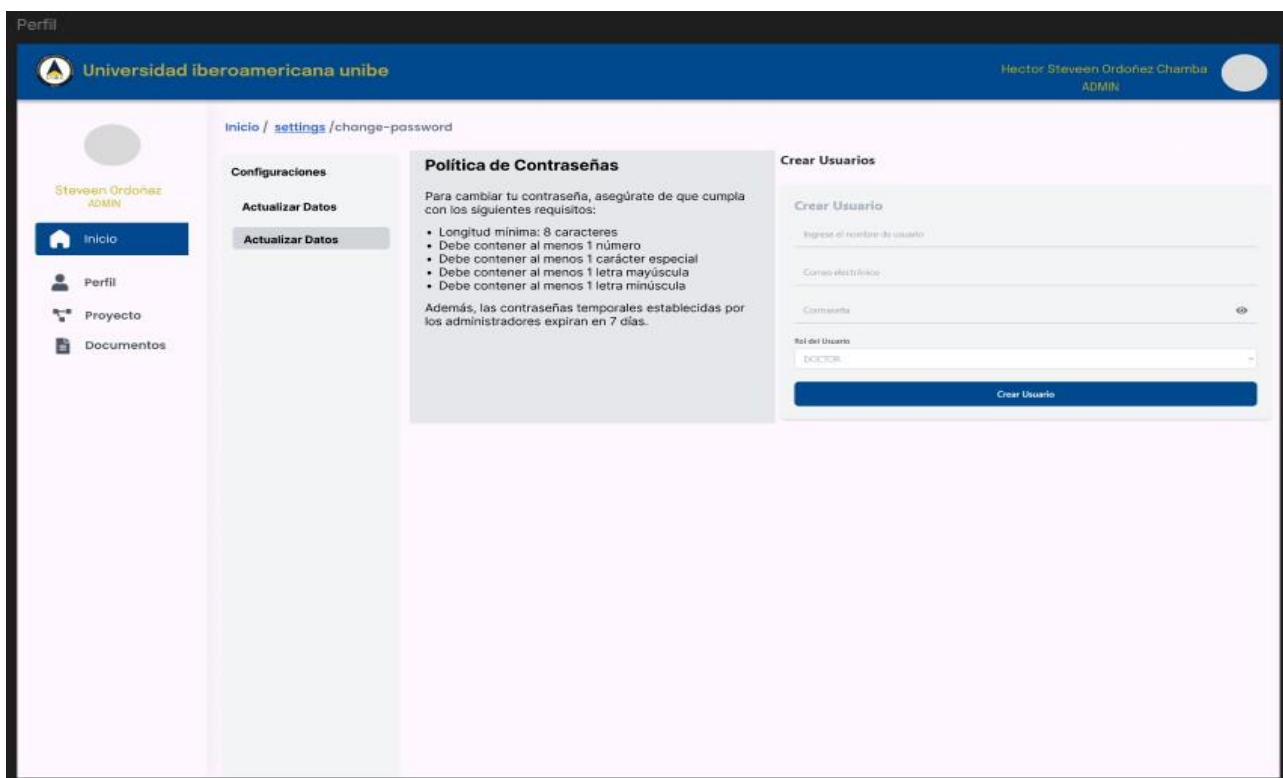 Perfil
Universidad iberoamericana unibe
Hector Steveen Ordoñez Chamba
ADMIN
Steveen Ordoñez
ADMIN
Inicio
Perfil
Proyecto
Documentos
Inicio / settings /change-password
Configuraciones
Actualizar Datos
Actualizar Datos
Política de Contraseñas
Para cambiar tu contraseña, asegúrate de que cumpla
con los siguientes requisitos:
• Longitud mínima: 8 caracteres
• Debe contener al menos 1 número
• Debe contener al menos 1 carácter especial
• Debe contener al menos 1 letra mayúscula
• Debe contener al menos 1 letra minúscula
Además, las contraseñas temporales establecidas por
los administradores expiran en 7 días.
Crear Usuarios
Crear Usuario
Ingrese el nombre de usuario
Correo electrónico
Contraseña
Rol del Usuario
DOCTOR
Crear Usuario